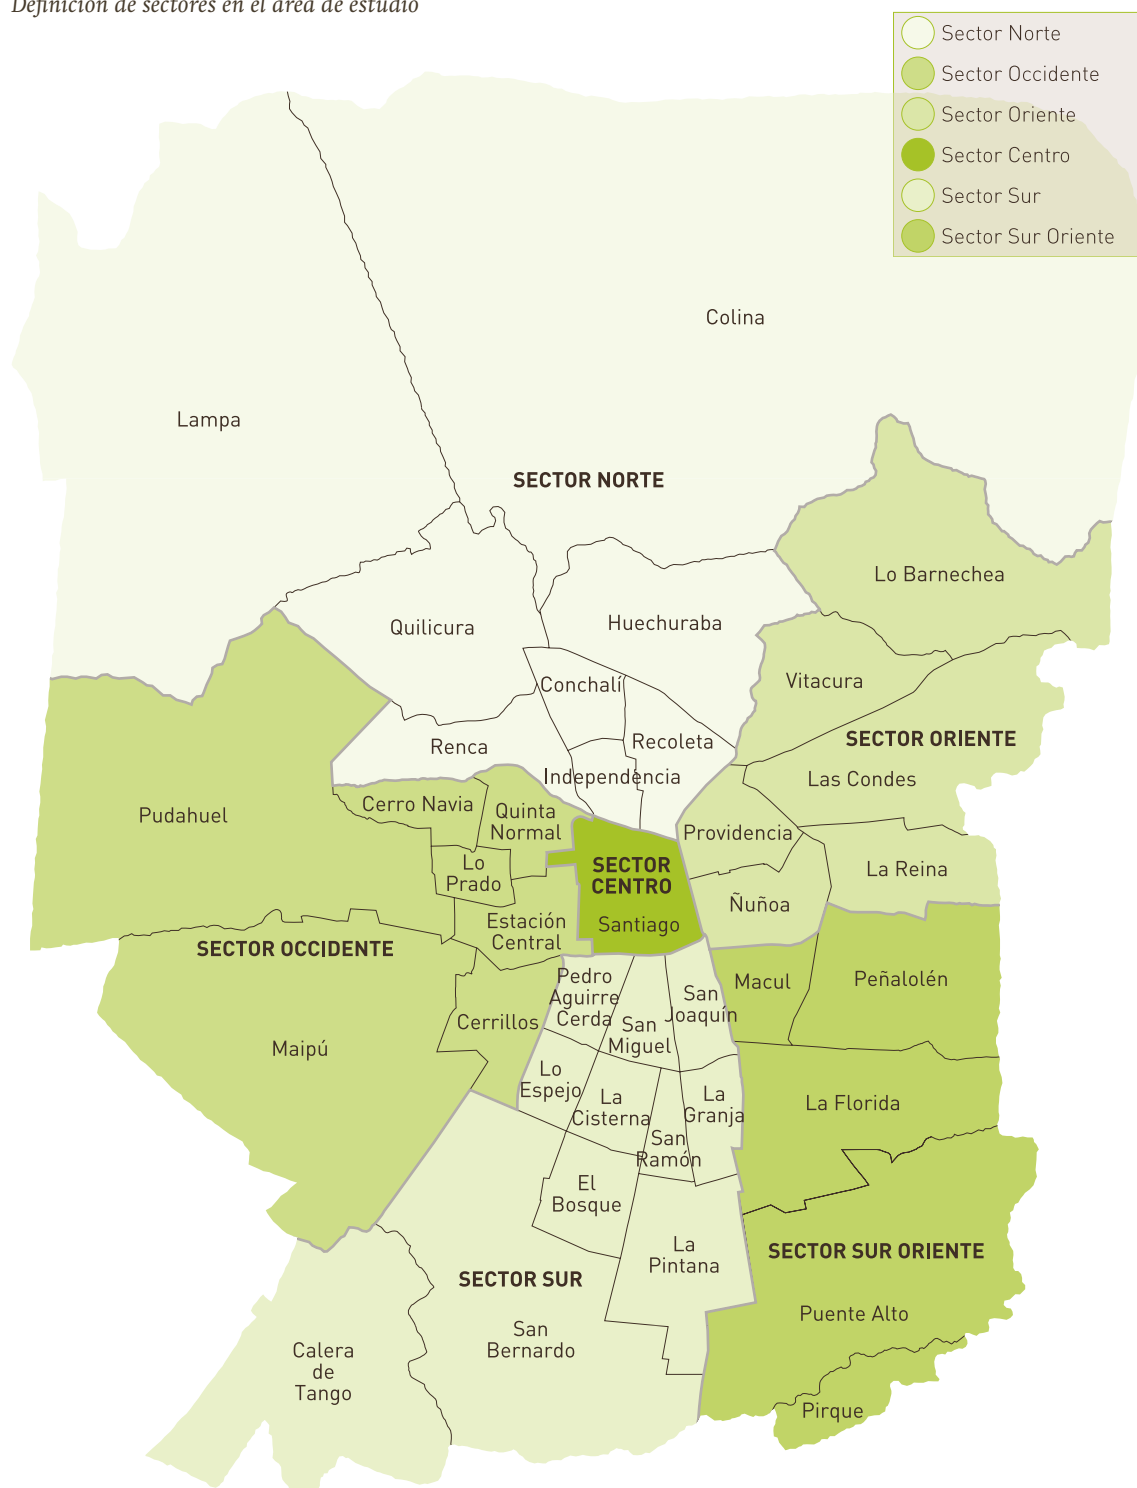 Definición de sectores en el área de estudio
Sector Norte
Sector Occidente
Sector Oriente
Sector Centro
Sector Sur
Sector Sur Oriente
Colina
Lampa
SECTOR NORTE
Lo Barnechea
Quilicura
Huechuraba
Conchalí
Vitacura
Renca
Recoleta
SECTOR ORIENTE
Independencia
Las Condes
Pudahuel
Cerro Navia
Quinta
Normal
Providencia
Lo
Prado
SECTOR
CENTRO
La Reina
Ñuñoa
Santiago
Estación
Central
SECTOR OCCIDENTE
Pedro
Aguirre
Cerda
Macul
Peñalolén
San
Joaquín
Cerrillos
San
Miguel
Maipú
Lo
Espejo
La
Cisterna
La
Granja
La Florida
San
Ramón
El
Bosque
La
Pintana
SECTOR SUR ORIENTE
SECTOR SUR
Puente Alto
San
Bernardo
Calera
de
Tango
Pirque